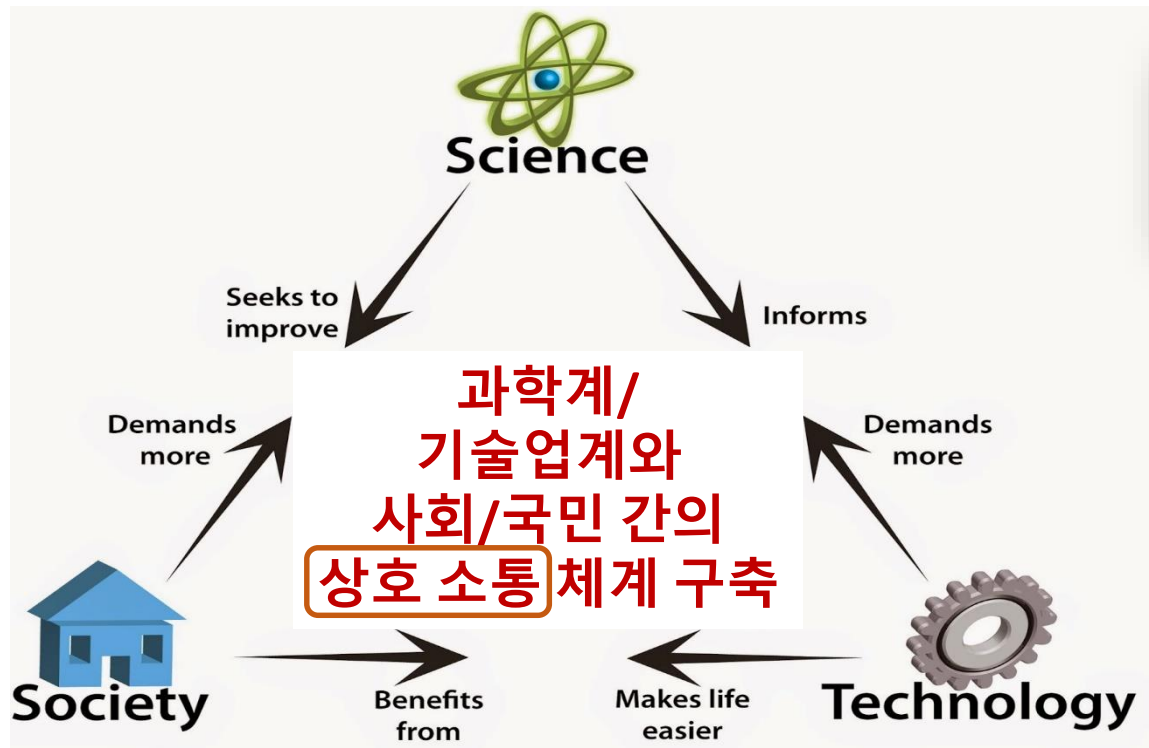 Science
Seeks to
improve
Informs
과학계/
기술업계와
사회/국민 간의
상호 소통 체계 구축
Demands
more
Demands
more
Society
Benefits
from
Makes life
easier
Technology